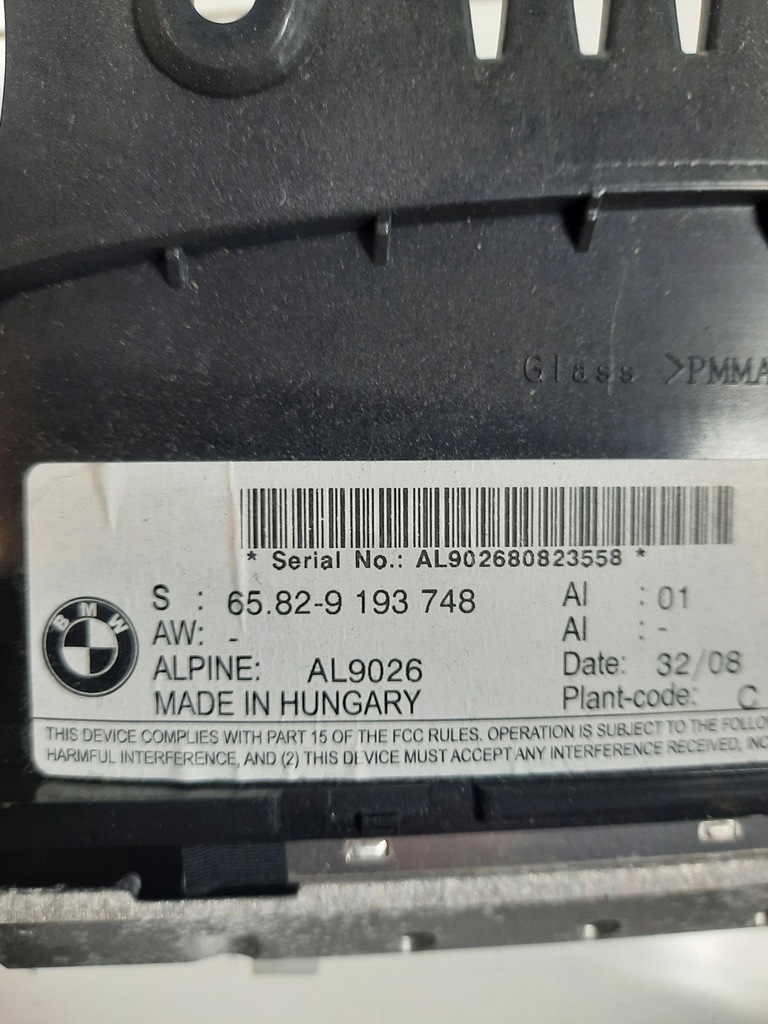 Glass >PMMA
* Serial No.: AL902680823558 *
S : 65.82-9 193 748 AI : 01
AW: - AI : -
ALPINE: AL9026 Date: 32/08
MADE IN HUNGARY Plant-code: C
BMW
THIS DEVICE COMPLIES WITH PART 15 OF THE FCC RULES. OPERATION IS SUBJECT TO THE FOLLO
HARMFUL INTERFERENCE, AND (2) THIS DEVICE MUST ACCEPT ANY INTERFERENCE RECEIVED, INC